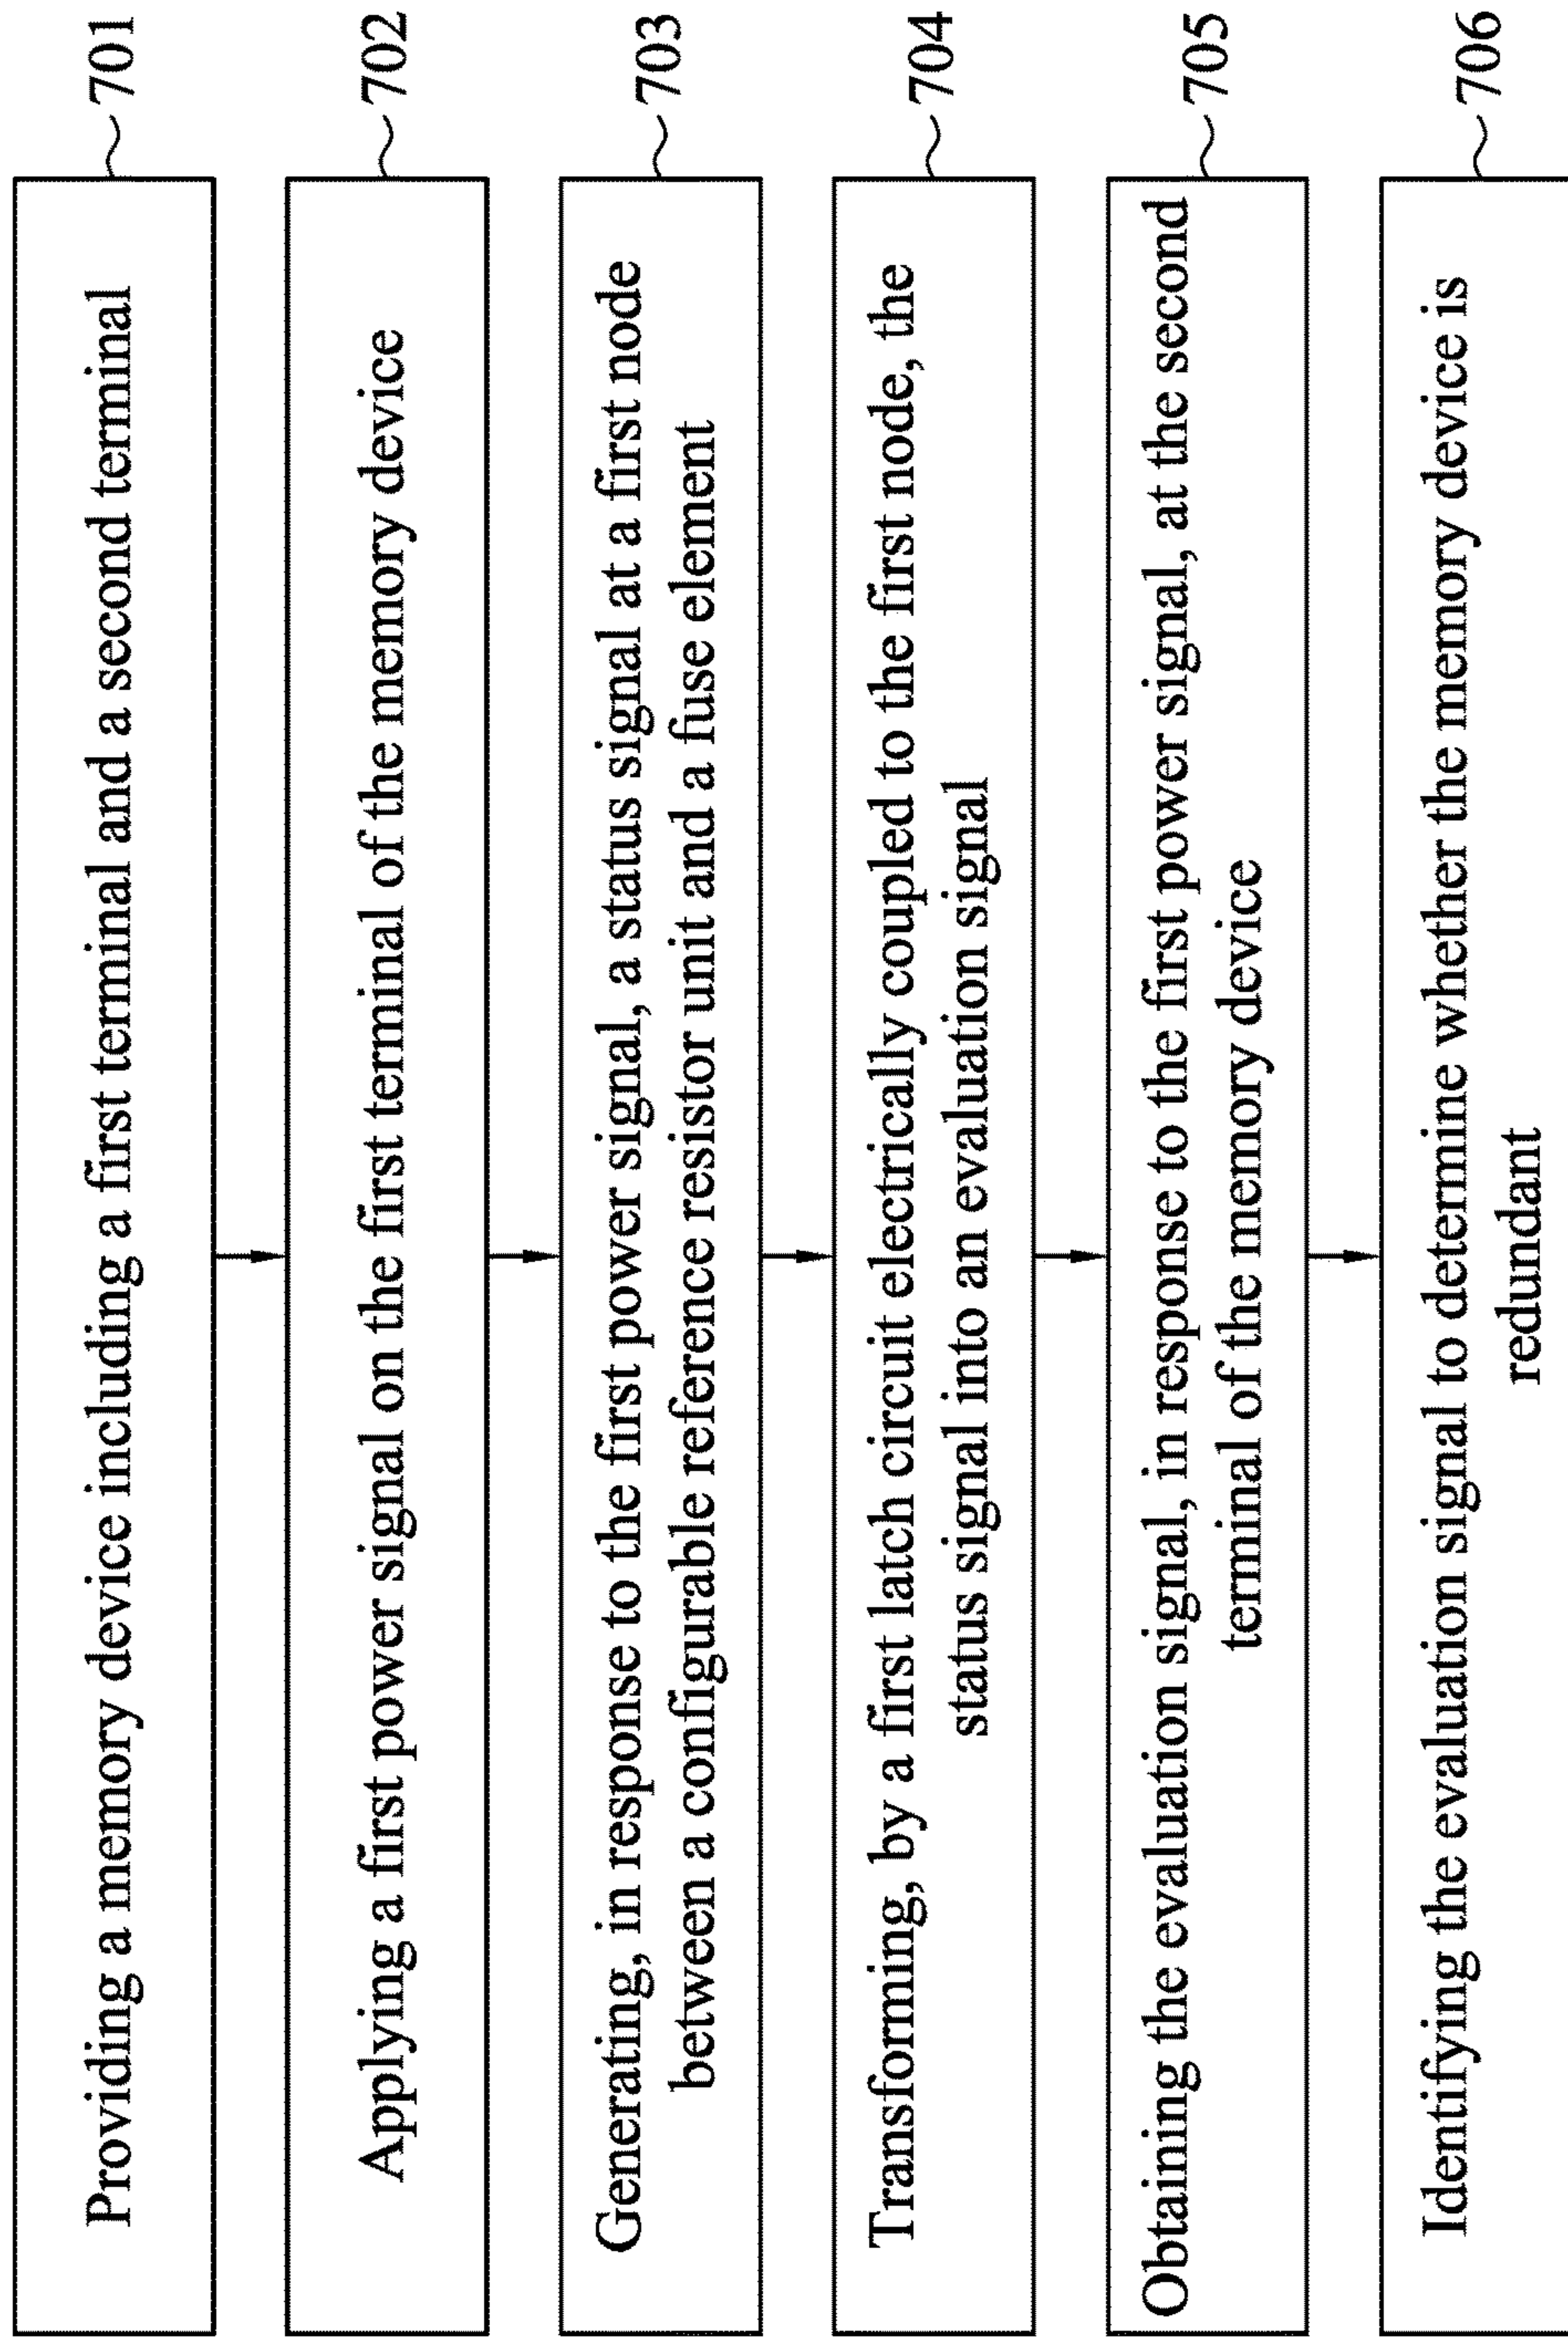 Providing a memory device including a first terminal and a second terminal
701
Applying a first power signal on the first terminal of the memory device
702
Generating, in response to the first power signal, a status signal at a first node
between a configurable reference resistor unit and a fuse element
703
Transforming, by a first latch circuit electrically coupled to the first node, the
status signal into an evaluation signal
704
Obtaining the evaluation signal, in response to the first power signal, at the second
terminal of the memory device
705
Identifying the evaluation signal to determine whether the memory device is
redundant
706